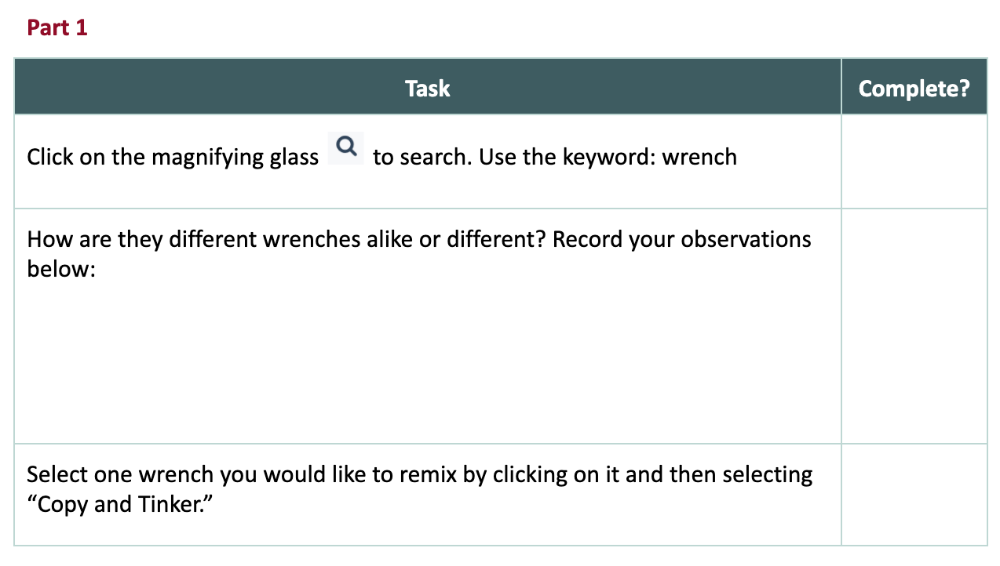 Part 1
Task
Complete?
Click on the magnifying glass to search. Use the keyword: wrench
How are they different wrenches alike or different? Record your observations
below:
Select one wrench you would like to remix by clicking on it and then selecting
“Copy and Tinker.”